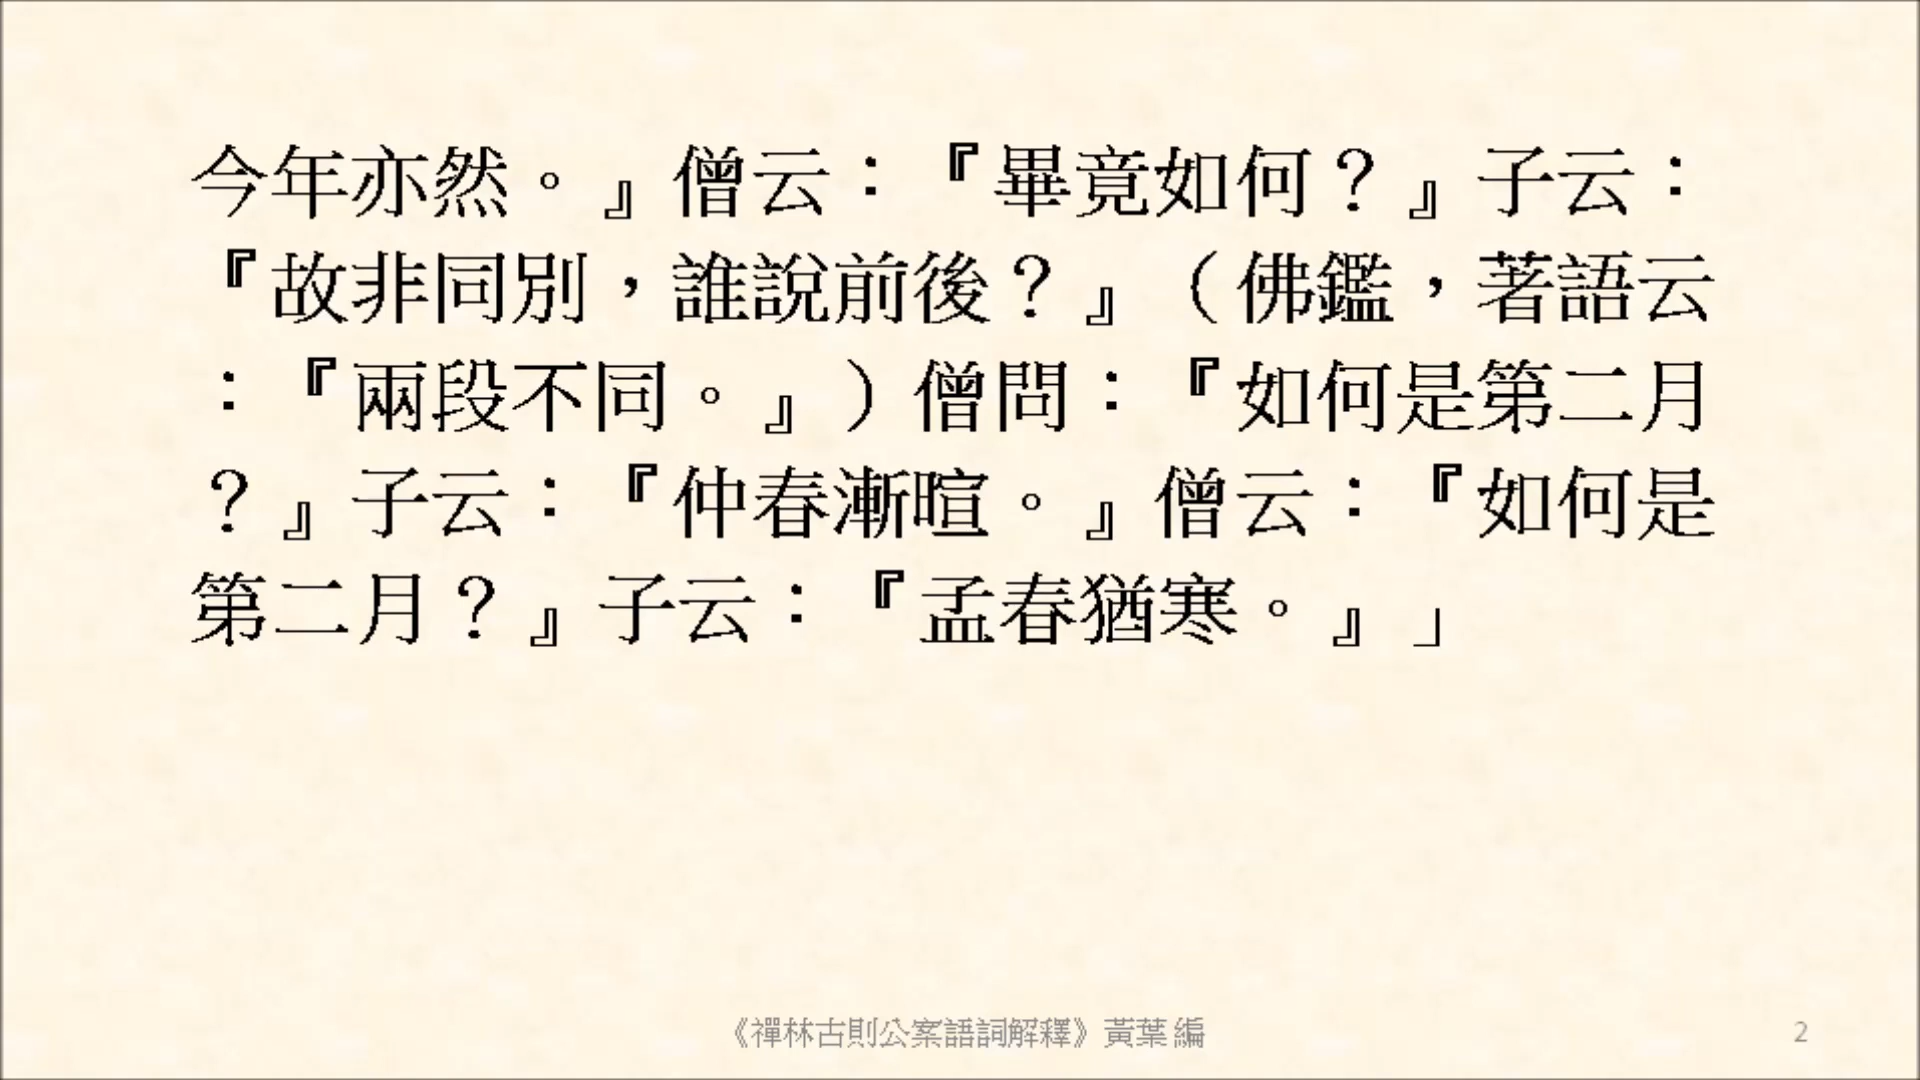 今年亦然。』僧云：『畢竟如何？』子云：
『故非同別，誰說前後？』（佛鑑，著語云
：『兩段不同。』）僧問：『如何是第二月
？』子云：『仲春漸暄。』僧云：『如何是
第二月？』子云：『孟春猶寒。』」
《禪林古則公案語詞解釋》黃葉 編
2